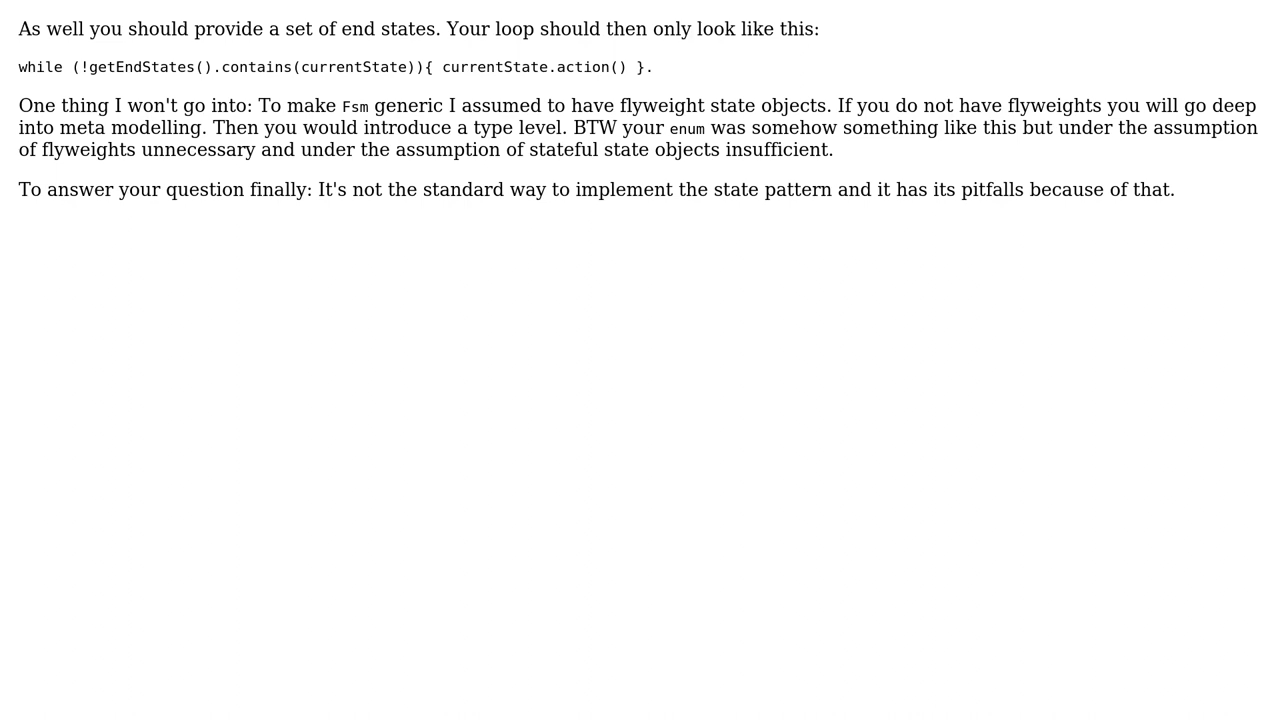 As well you should provide a set of end states. Your loop should then only look like this:
while (!getEndStates().contains(currentState)){ currentState.action() }.
One thing I won't go into: To make Fsm generic I assumed to have flyweight state objects. If you do not have flyweights you will go deep
into meta modelling. Then you would introduce a type level. BTW your enum was somehow something like this but under the assumption
of flyweights unnecessary and under the assumption of stateful state objects insufficient.
To answer your question finally: It's not the standard way to implement the state pattern and it has its pitfalls because of that.